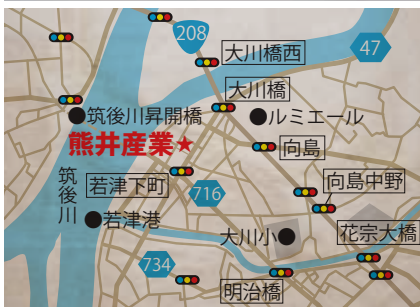 208
47
大川橋西
大川橋
筑後川昇開橋
ルミエール
熊井産業★
向島
筑後川
若津下町
向島中野
716
若津港
大川小
花宗大橋
734
明治橋